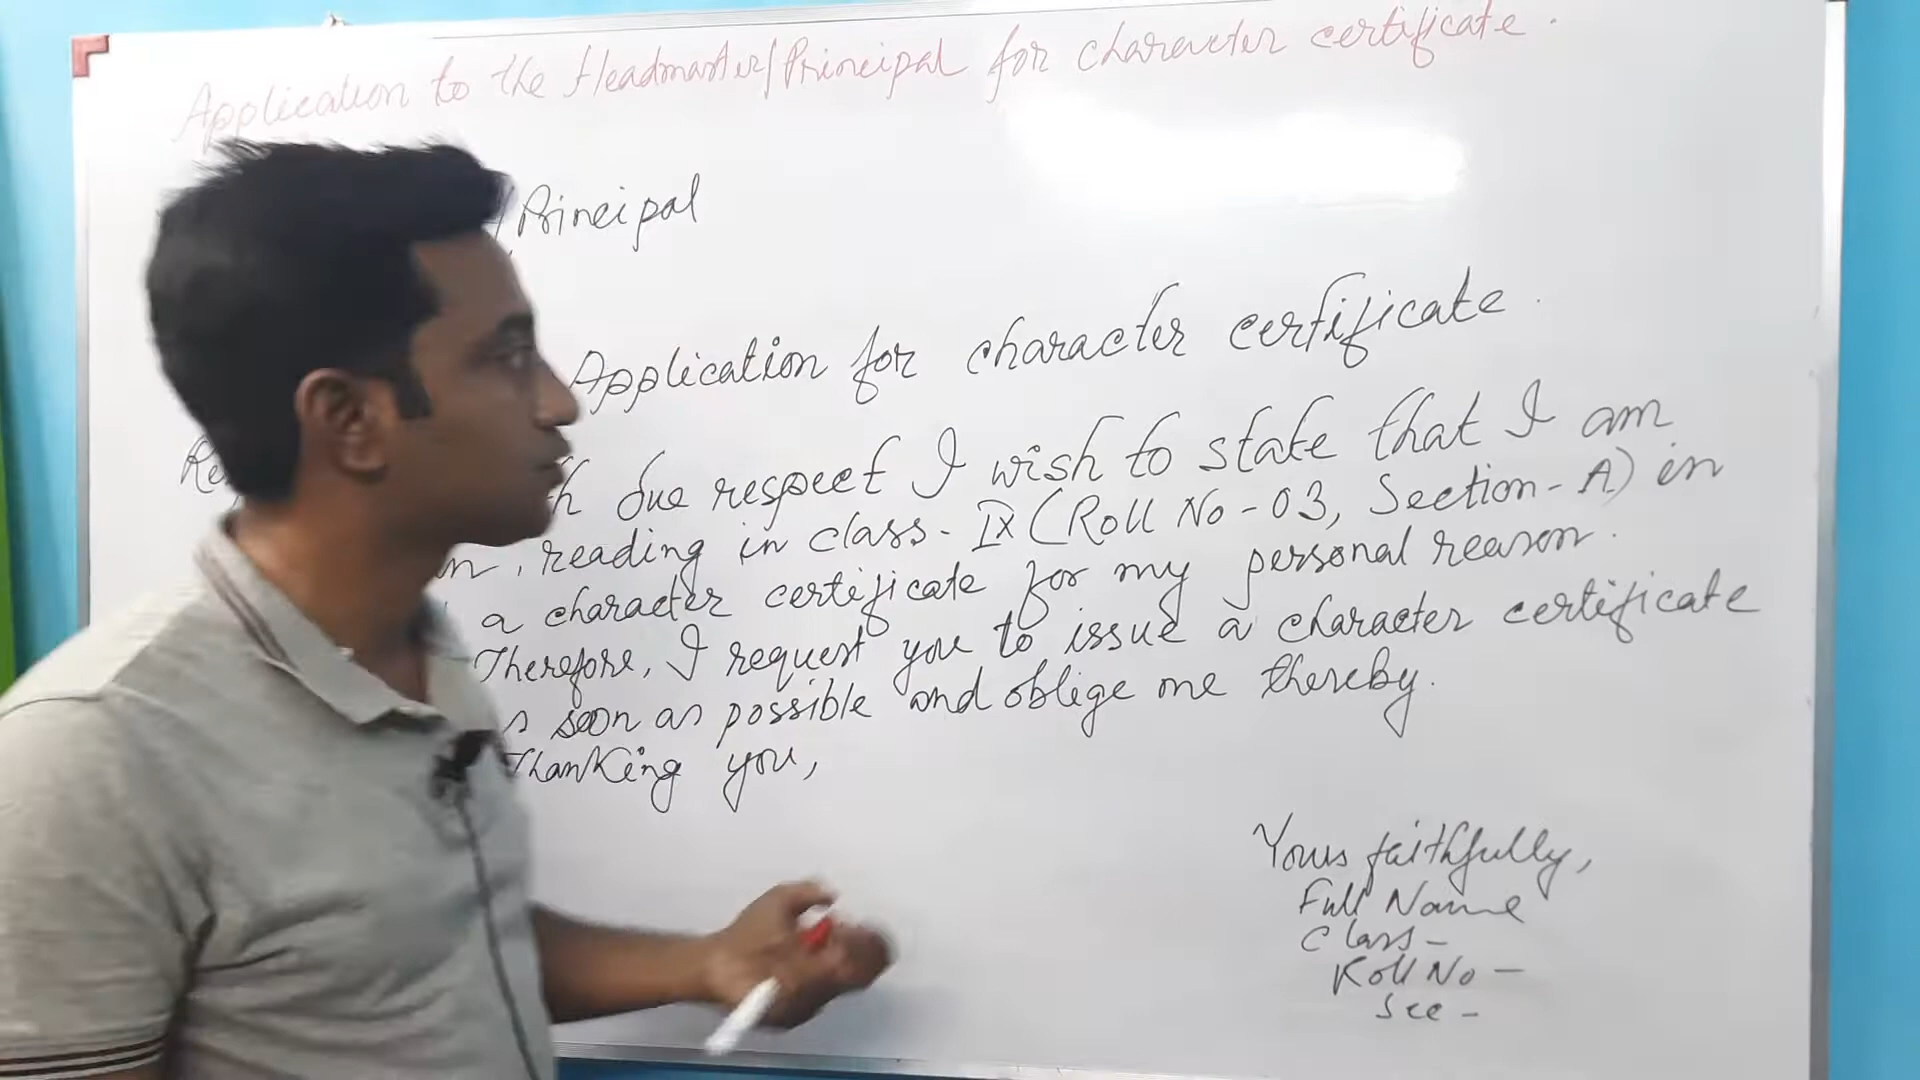 Application to the Headmaster/Principal for character certificate.
/Principal
Application for character certificate.
Re
h due respect I wish to state that I am
n, reading in class- IX (Roll No-03, Section-A) in
a character certificate for my personal reason.
Therefore, I request you to issue a character certificate
s soon as possible and oblige me thereby.
Thanking you,
Yours faithfully,
Full Name
Class-
Roll No-
Sec-